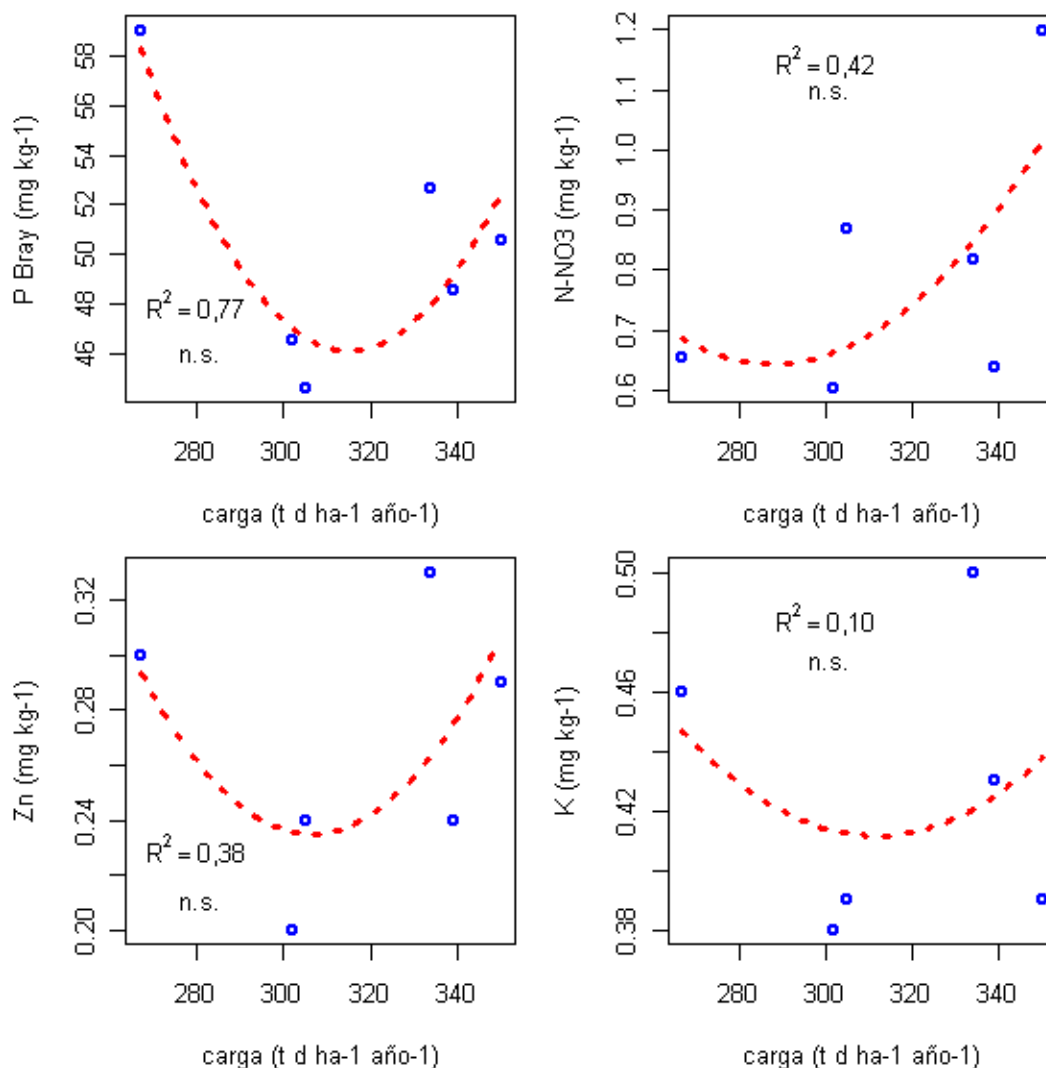 P Bray (mg kg-1)
58
56
54
52
50
48
46
R² = 0,77
n.s.
280 300 320 340
carga (t d ha-1 año-1)
N-NO3 (mg kg-1)
1.2
1.1
1.0
0.9
0.8
0.7
0.6
R² = 0,42
n.s.
280 300 320 340
carga (t d ha-1 año-1)
Zn (mg kg-1)
0.32
0.28
0.24
0.20
R² = 0,38
n.s.
280 300 320 340
carga (t d ha-1 año-1)
K (mg kg-1)
0.50
0.46
0.42
0.38
R² = 0,10
n.s.
280 300 320 340
carga (t d ha-1 año-1)